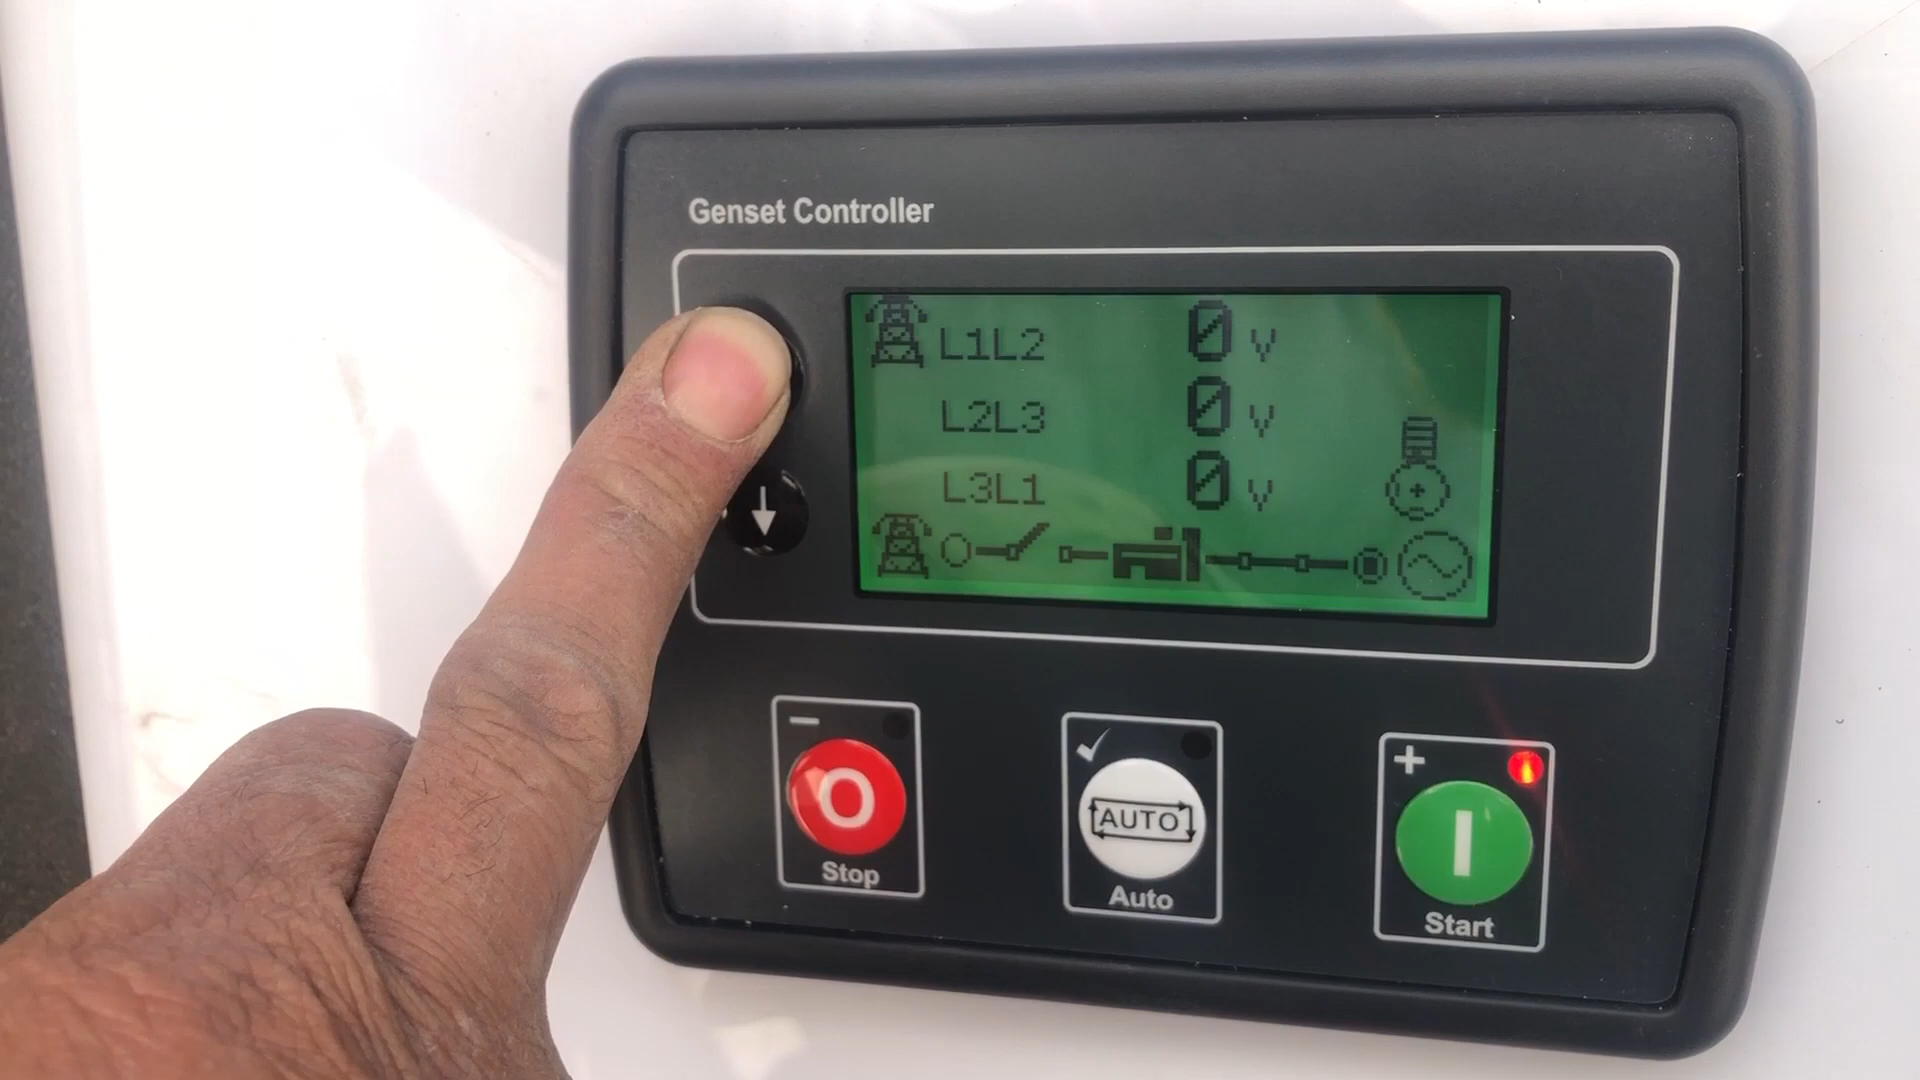 Genset Controller
L1L2 0 V
L2L3 0 V
L3L1 0 V
Stop
AUTO
Auto
Start